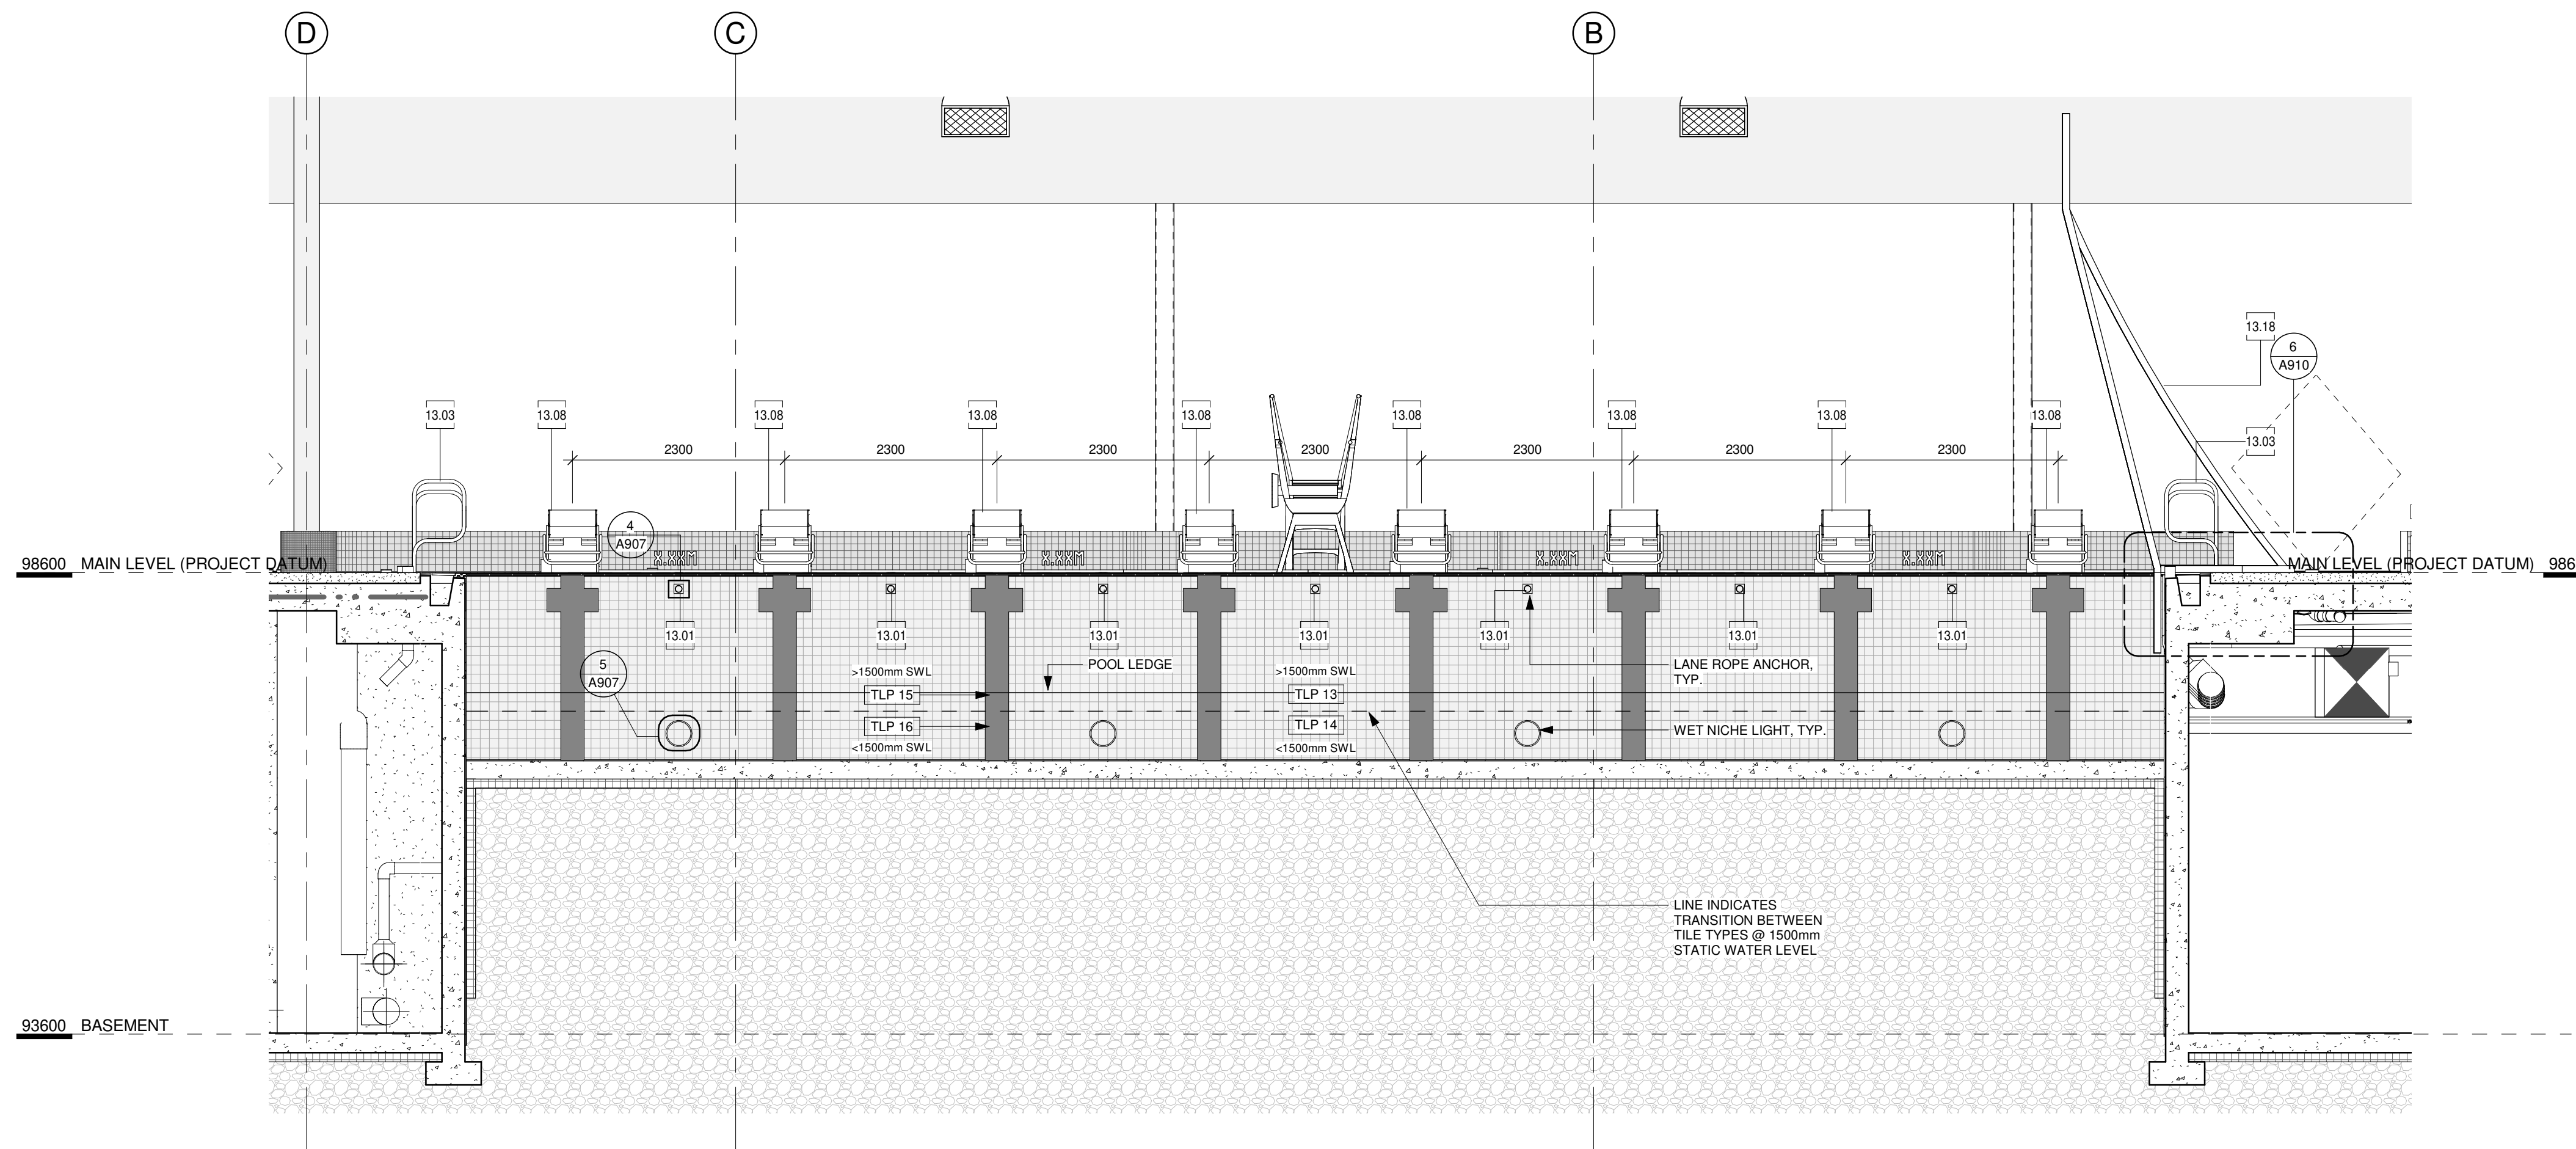 D
C
B
13.18
6
A910
13.03
13.08
13.08
13.08
13.08
13.08
13.08
13.08
13.08
13.03
2300
2300
2300
2300
2300
2300
2300
4
A907
X.XXM
X.XXM
X.XXM
X.XXM
98600 MAIN LEVEL (PROJECT DATUM)
MAIN LEVEL (PROJECT DATUM) 986
13.01
13.01
13.01
13.01
13.01
13.01
13.01
5
A907
>1500mm SWL
TLP 15
TLP 16
<1500mm SWL
POOL LEDGE
>1500mm SWL
TLP 13
TLP 14
<1500mm SWL
LANE ROPE ANCHOR,
TYP.
WET NICHE LIGHT, TYP.
LINE INDICATES
TRANSITION BETWEEN
TILE TYPES @ 1500mm
STATIC WATER LEVEL
93600 BASEMENT